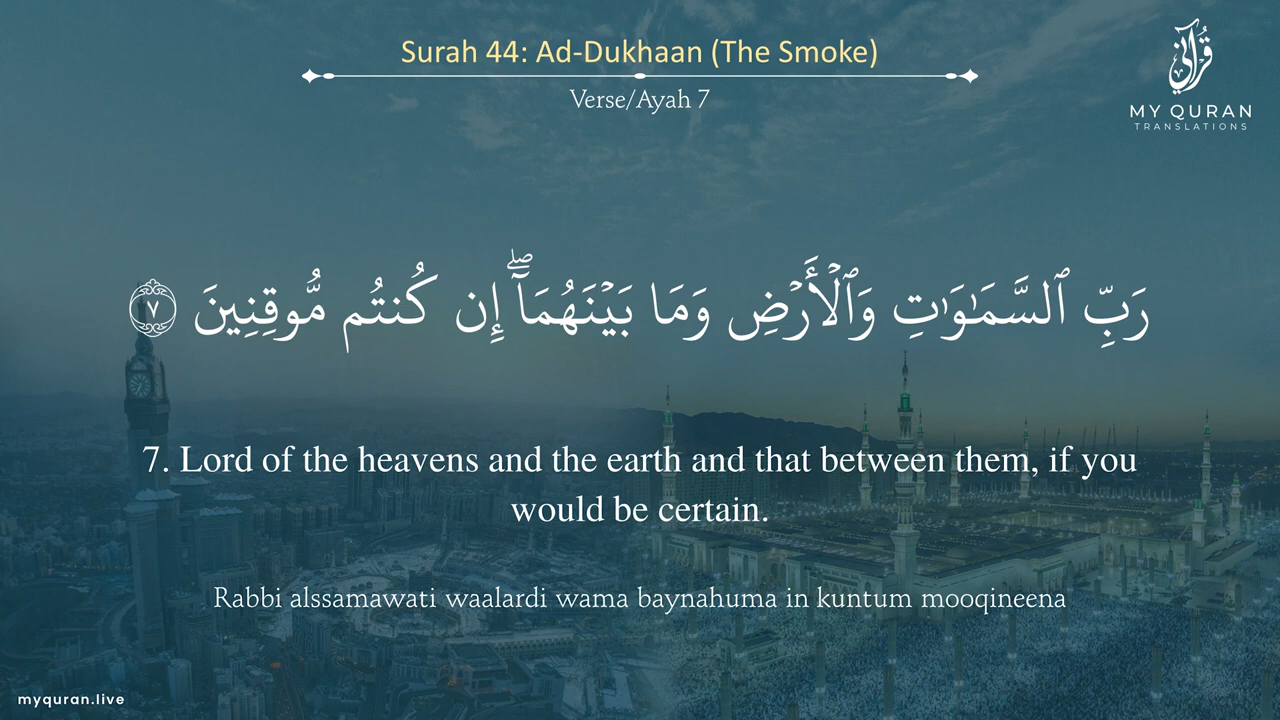 Surah 44: Ad-Dukhaan (The Smoke)
Verse/Ayah 7
قرآني
MY QURAN
TRANSLATIONS
رَبِّ ٱلسَّمَـٰوَٰتِ وَٱلْأَرْضِ وَمَا بَيْنَهُمَآ ۖ إِن كُنتُم مُّوقِنِينَ ٧
7. Lord of the heavens and the earth and that between them, if you
would be certain.
Rabbi alssamawati waalardi wama baynahuma in kuntum mooqineena
myquran.live